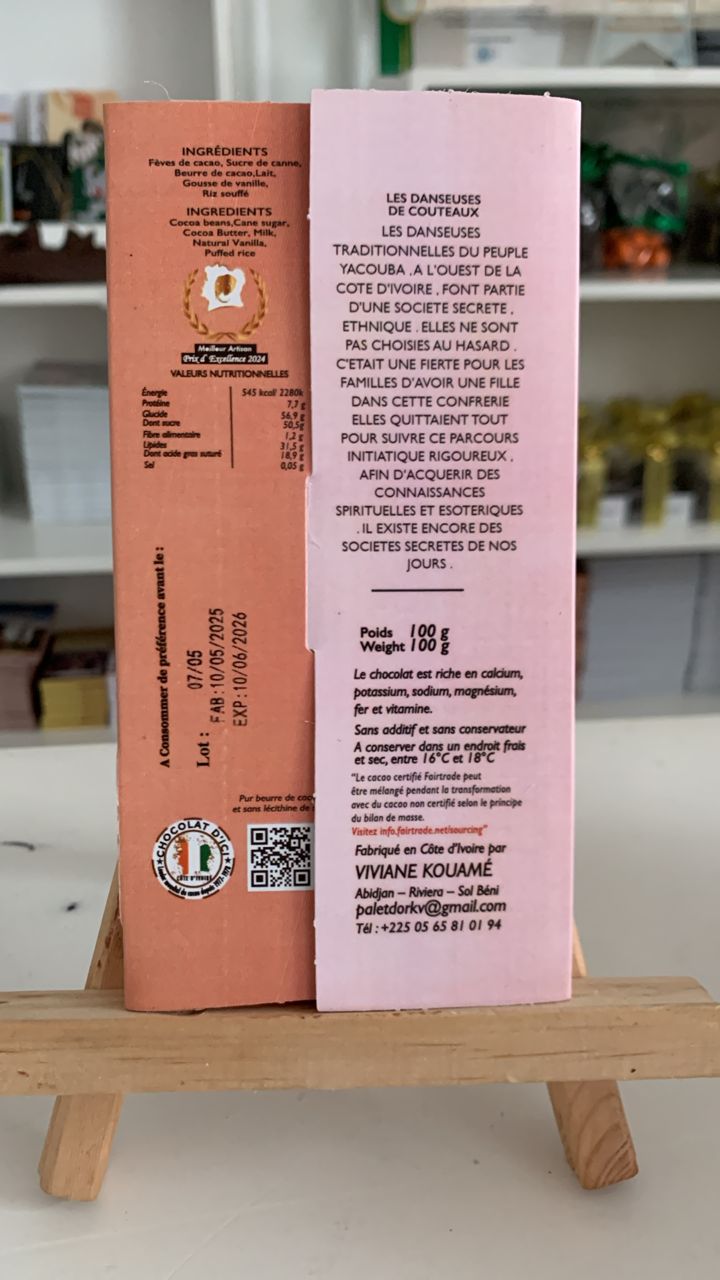 INGRÉDIENTS
Fèves de cacao, Sucre de canne,
Beurre de cacao,Lait,
Gousse de vanille,
Riz soufflé
INGREDIENTS
Cocoa beans,Cane sugar,
Cocoa Butter, Milk,
Natural Vanilla,
Puffed rice
Meilleur Artisan
Prix d' Excellence 2024
VALEURS NUTRITIONNELLES
Énergie 545 kcal/ 2280k
Protéine 7,7 g
Glucide 56,9 g
Dont sucre 50,5g
Fibre alimentaire 1,2 g
Lipides 31,5 g
Dont acide gras suturé 18,9 g
Sel 0,05 g
A Consommer de préférence avant le :
Lot : 07/05
FAB:10/05/2025
EXP:10/06/2026
Pur beurre de
et sans lécithine de
CHOCOLAT D'ICI
CÔTE D'IVOIRE
LES DANSEUSES
DE COUTEAUX
LES DANSEUSES
TRADITIONNELLES DU PEUPLE
YACOUBA ,A L'OUEST DE LA
COTE D'IVOIRE , FONT PARTIE
D'UNE SOCIETE SECRETE ,
ETHNIQUE . ELLES NE SONT
PAS CHOISIES AU HASARD .
C'ETAIT UNE FIERTE POUR LES
FAMILLES D'AVOIR UNE FILLE
DANS CETTE CONFRERIE
ELLES QUITTAIENT TOUT
POUR SUIVRE CE PARCOURS
INITIATIQUE RIGOUREUX ,
AFIN D'ACQUERIR DES
CONNAISSANCES
SPIRITUELLES ET ESOTERIQUES
. IL EXISTE ENCORE DES
SOCIETES SECRETES DE NOS
JOURS .
Poids 100 g
Weight 100 g
Le chocolat est riche en calcium,
potassium, sodium, magnésium,
fer et vitamine.
Sans additif et sans conservateur
A conserver dans un endroit frais
et sec, entre 16°C et 18°C
"Le cacao certifié Fairtrade peut
être mélangé pendant la transformation
avec du cacao non certifié selon le principe
du bilan de masse.
Visitez info.fairtrade.net/sourcing"
Fabriqué en Côte d'Ivoire par
VIVIANE KOUAMÉ
Abidjan – Riviera – Sol Béni
paletdorkv@gmail.com
Tél : +225 05 65 81 01 94